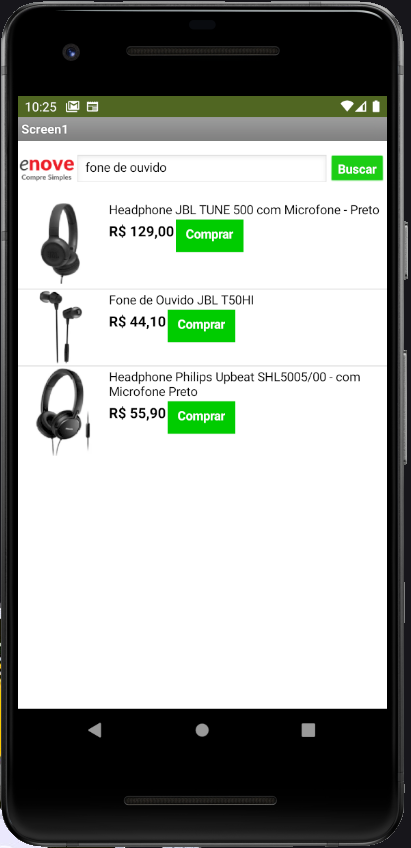 10:25
Screen1
enove
Compre Simples
fone de ouvido
Buscar
Headphone JBL TUNE 500 com Microfone - Preto
R$ 129,00 Comprar
Fone de Ouvido JBL T50HI
R$ 44,10 Comprar
Headphone Philips Upbeat SHL5005/00 - com
Microfone Preto
R$ 55,90 Comprar